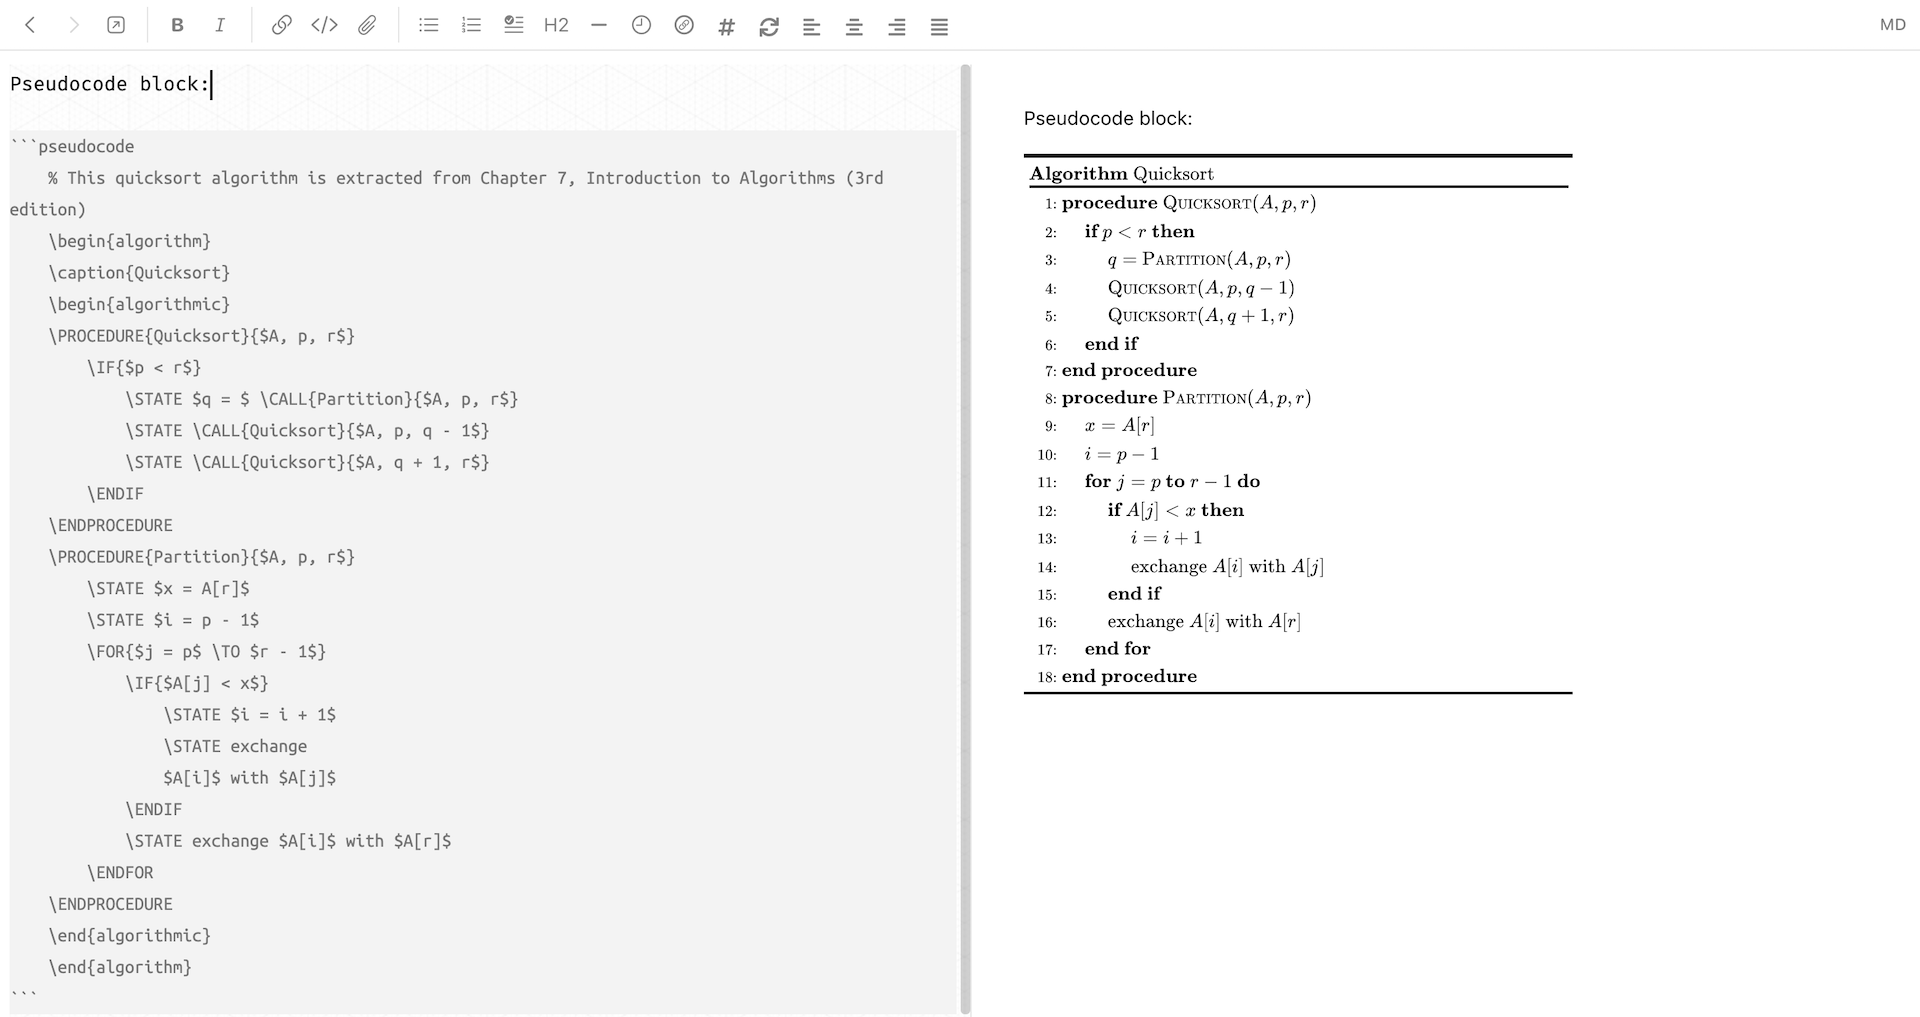 B I H2 # MD
Pseudocode block:
```pseudocode
    % This quicksort algorithm is extracted from Chapter 7, Introduction to Algorithms (3rd
edition)
    \begin{algorithm}
    \caption{Quicksort}
    \begin{algorithmic}
    \PROCEDURE{Quicksort}{$A, p, r$}
        \IF{$p < r$}
            \STATE $q = $ \CALL{Partition}{$A, p, r$}
            \STATE \CALL{Quicksort}{$A, p, q - 1$}
            \STATE \CALL{Quicksort}{$A, q + 1, r$}
        \ENDIF
    \ENDPROCEDURE
    \PROCEDURE{Partition}{$A, p, r$}
        \STATE $x = A[r]$
        \STATE $i = p - 1$
        \FOR{$j = p$ \TO $r - 1$}
            \IF{$A[j] < x$}
                \STATE $i = i + 1$
                \STATE exchange
                $A[i]$ with $A[j]$
            \ENDIF
            \STATE exchange $A[i]$ with $A[r]$
        \ENDFOR
    \ENDPROCEDURE
    \end{algorithmic}
    \end{algorithm}
```
Pseudocode block:
Algorithm Quicksort
1: procedure QUICKSORT(A, p, r)
2: if p < r then
3: q = PARTITION(A, p, r)
4: QUICKSORT(A, p, q − 1)
5: QUICKSORT(A, q + 1, r)
6: end if
7: end procedure
8: procedure PARTITION(A, p, r)
9: x = A[r]
10: i = p − 1
11: for j = p to r − 1 do
12: if A[j] < x then
13: i = i + 1
14: exchange A[i] with A[j]
15: end if
16: exchange A[i] with A[r]
17: end for
18: end procedure